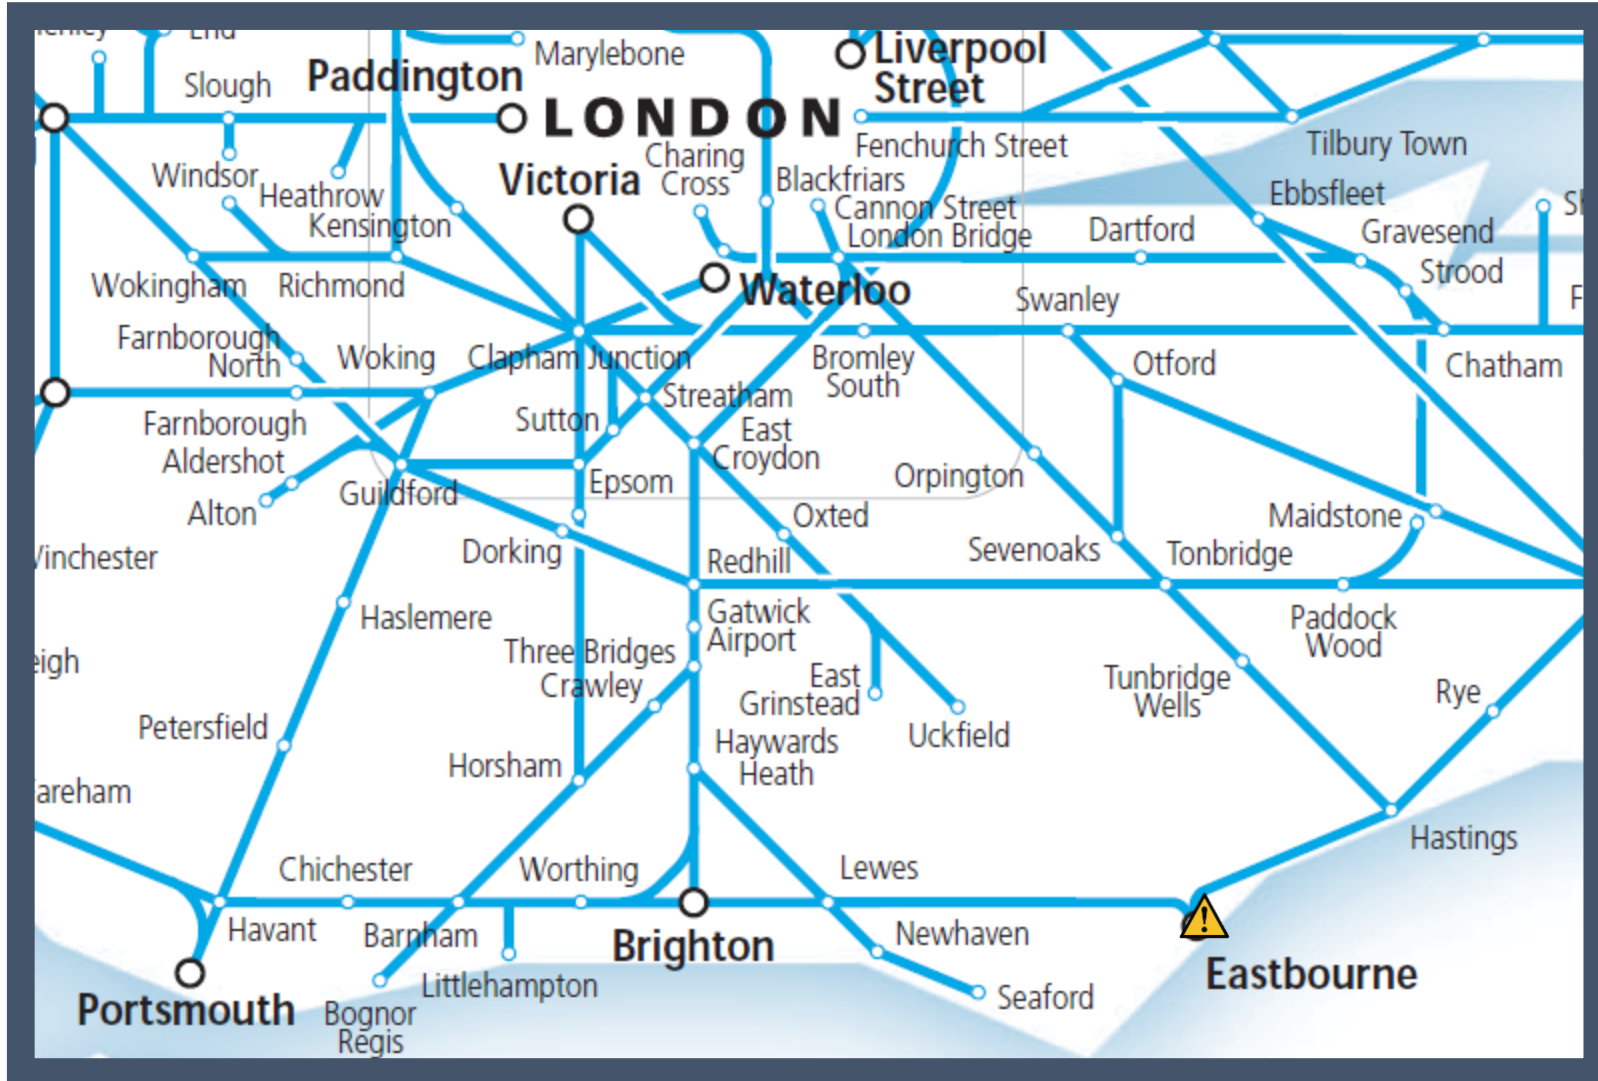 End
Marylebone
Liverpool
Street
Slough
Paddington
LONDON
Fenchurch Street
Tilbury Town
Charing
Cross
Windsor
Heathrow
Victoria
Blackfriars
Cannon Street
London Bridge
Ebbsfleet
Kensington
Dartford
Gravesend
Strood
Wokingham
Richmond
Waterloo
Swanley
Farnborough
North
Woking
Clapham Junction
Bromley
South
Otford
Chatham
Farnborough
Sutton
Streatham
East
Croydon
Aldershot
Orpington
Alton
Guildford
Epsom
Oxted
Maidstone
Winchester
Dorking
Redhill
Sevenoaks
Tonbridge
Haslemere
Gatwick
Airport
Paddock
Wood
eigh
Three Bridges
Crawley
East
Grinstead
Tunbridge
Wells
Rye
Petersfield
Uckfield
Haywards
Heath
Horsham
areham
Hastings
Chichester
Worthing
Lewes
Havant
Barnham
Brighton
Newhaven
Littlehampton
Eastbourne
Portsmouth
Bognor
Regis
Seaford